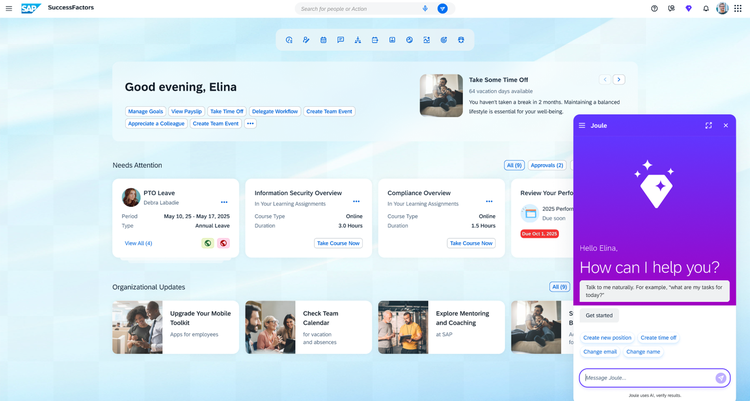 SAP SuccessFactors
Search for people or Action
Good evening, Elina
Manage Goals
View Payslip
Take Time Off
Delegate Workflow
Create Team Event
Appreciate a Colleague
Create Team Event
Take Some Time Off
64 vacation days available
You haven't taken a break in 2 months. Maintaining a balanced
lifestyle is essential for your well-being.
Needs Attention
All (9)
Approvals (2)
PTO Leave
Debra Labadie
Period
May 10, 25 - May 17, 2025
Type
Annual Leave
View All (4)
Information Security Overview
In Your Learning Assignments
Course Type
Online
Duration
3.0 Hours
Take Course Now
Compliance Overview
In Your Learning Assignments
Course Type
Online
Duration
1.5 Hours
Take Course Now
Review Your Perfo
2025 Perform
Due soon
Due Oct 1, 2025
Organizational Updates
All (9)
Upgrade Your Mobile
Toolkit
Apps for employees
Check Team
Calendar
for vacation
and absences
Explore Mentoring
and Coaching
at SAP
Joule
Hello Elina,
How can I help you?
Talk to me naturally. For example, "what are my tasks for
today?"
Get started
Create new position
Create time off
Change email
Change name
Message Joule...
Joule uses AI, verify results.